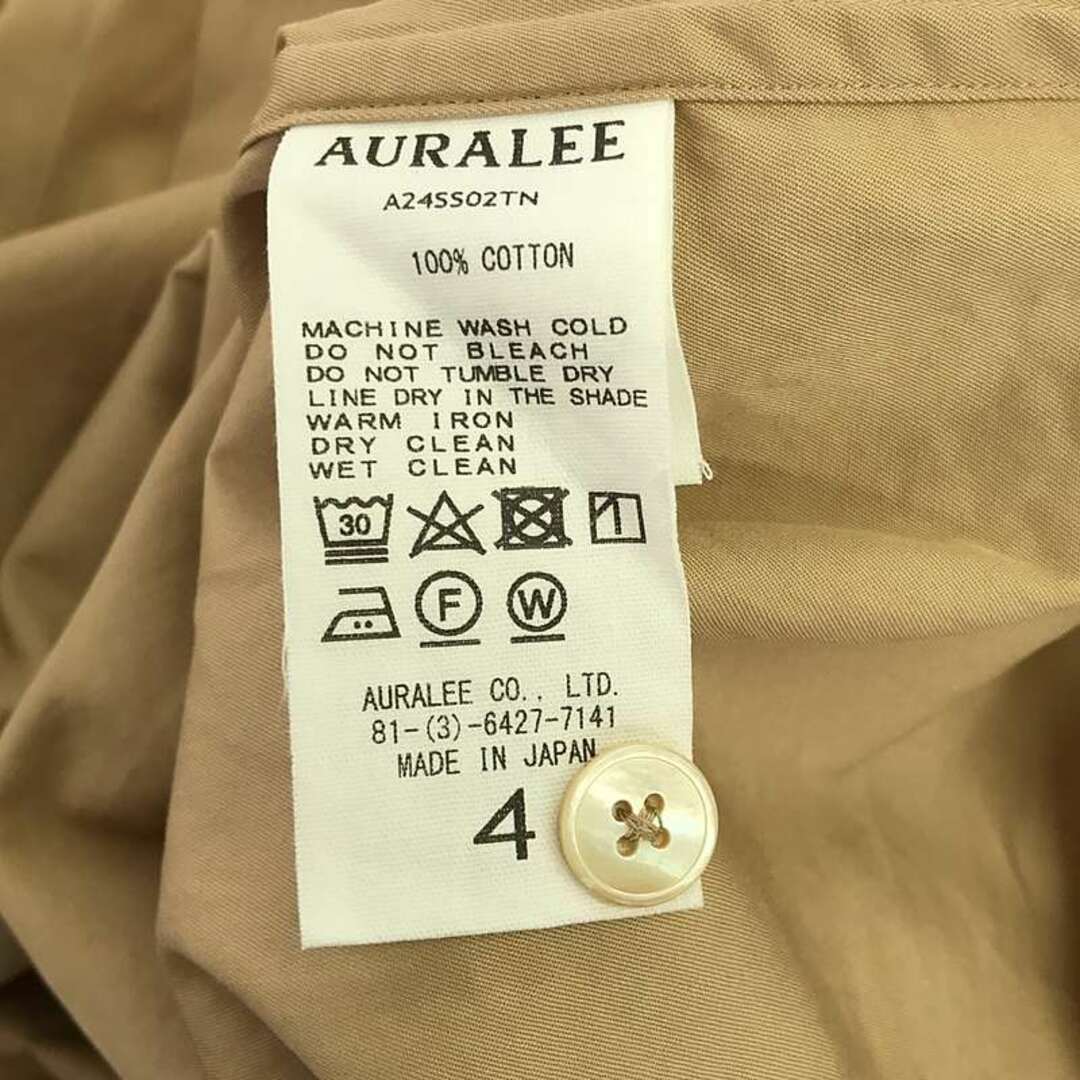 AURALEE
A24SS02TN
100% COTTON
MACHINE WASH COLD
DO NOT BLEACH
DO NOT TUMBLE DRY
LINE DRY IN THE SHADE
WARM IRON
DRY CLEAN
WET CLEAN
30
F W
AURALEE CO., LTD.
81-(3)-6427-7141
MADE IN JAPAN
4